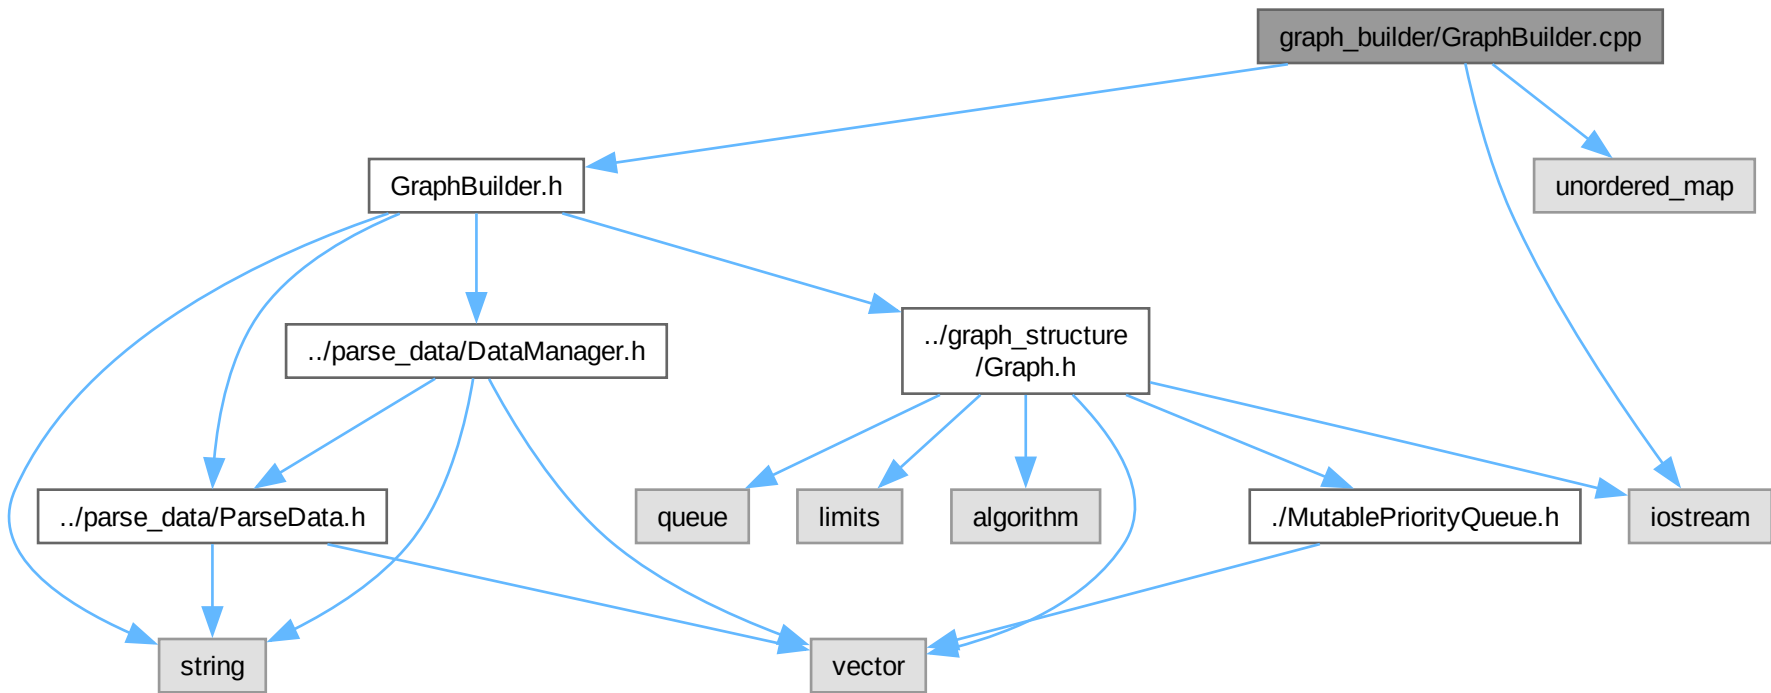 graph_builder/GraphBuilder.cpp
GraphBuilder.h
unordered_map
../parse_data/DataManager.h
../graph_structure
/Graph.h
../parse_data/ParseData.h
queue
limits
algorithm
./MutablePriorityQueue.h
iostream
string
vector